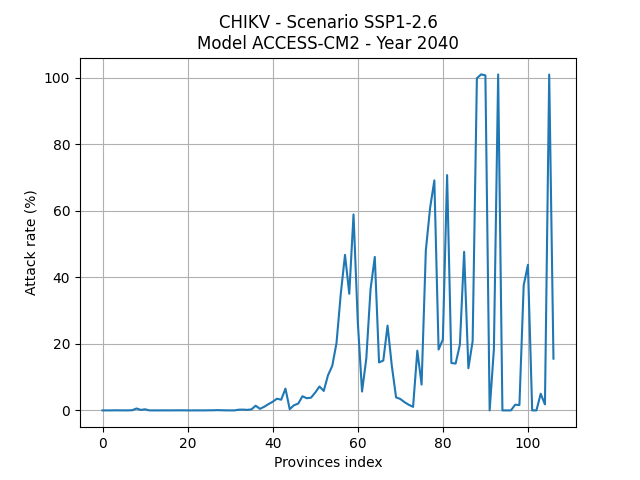 CHIKV - Scenario SSP1-2.6
Model ACCESS-CM2 - Year 2040
100
80
60
40
20
0
Attack rate (%)
0 20 40 60 80 100
Provinces index